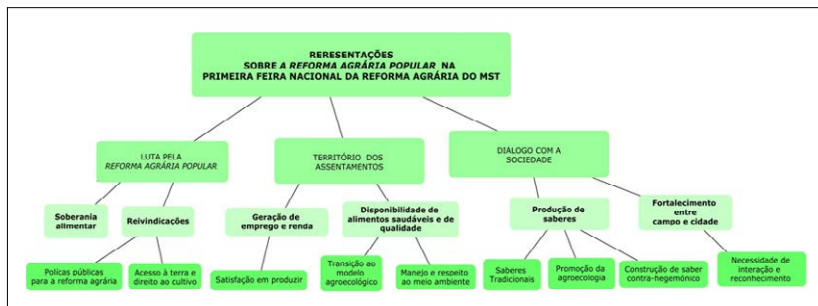 RERESENTAÇÕES
SOBRE A REFORMA AGRÁRIA POPULAR NA
PRIMEIRA FEIRA NACIONAL DA REFORMA AGRÁRIA DO MST
LUTA PELA
REFORMA AGRÁRIA POPULAR
TERRITÓRIO DOS
ASSENTAMENTOS
DIALOGO COM A
SOCIEDADE
Soberania
alimentar
Reivindicações
Geração de
emprego e renda
Disponibilidade de
alimentos saudáveis e de
qualidade
Produção de
saberes
Fortalecimento
entre
campo e cidade
Polícas públicas
para a reforma agrária
Acesso à terra e
direito ao cultivo
Satisfação em produzir
Transição ao
modelo
agroecológico
Manejo e respeito
ao meio ambiente
Saberes
Tradicionais
Promoção da
agroecologia
Construção de saber
contra-hegemônico
Necessidade de
interação e
reconhecimento